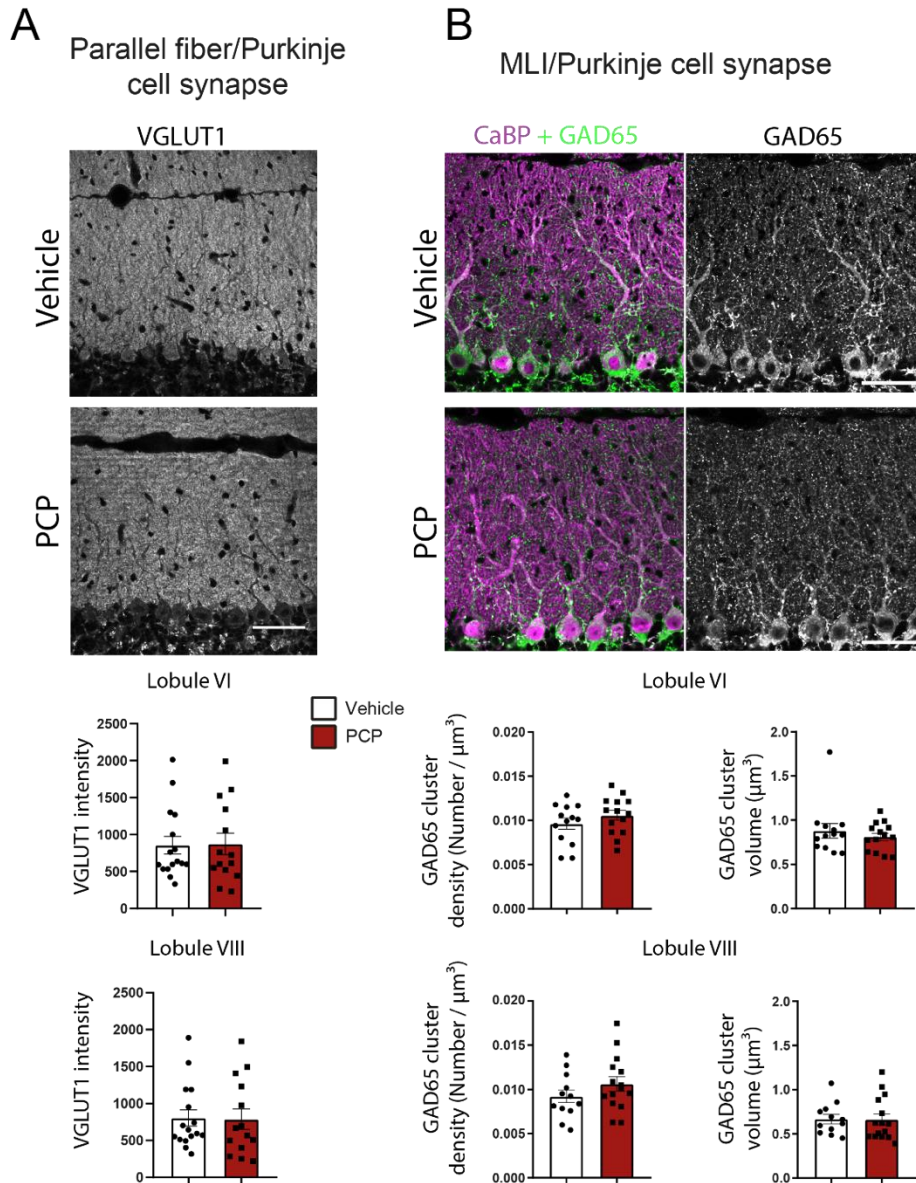 A
Parallel fiber/Purkinje
cell synapse
VGLUT1
Vehicle
PCP
Lobule VI
VGLUT1 intensity
2500
2000
1500
1000
500
0
Vehicle
PCP
Lobule VIII
VGLUT1 intensity
2500
2000
1500
1000
500
0
B
MLI/Purkinje cell synapse
CaBP + GAD65
GAD65
Vehicle
PCP
Lobule VI
GAD65 cluster
density (Number / µm³)
0.020
0.015
0.010
0.005
0.000
GAD65 cluster
volume (µm³)
2.0
1.5
1.0
0.5
0.0
Lobule VIII
GAD65 cluster
density (Number / µm³)
0.020
0.015
0.010
0.005
0.000
GAD65 cluster
volume (µm³)
2.0
1.5
1.0
0.5
0.0